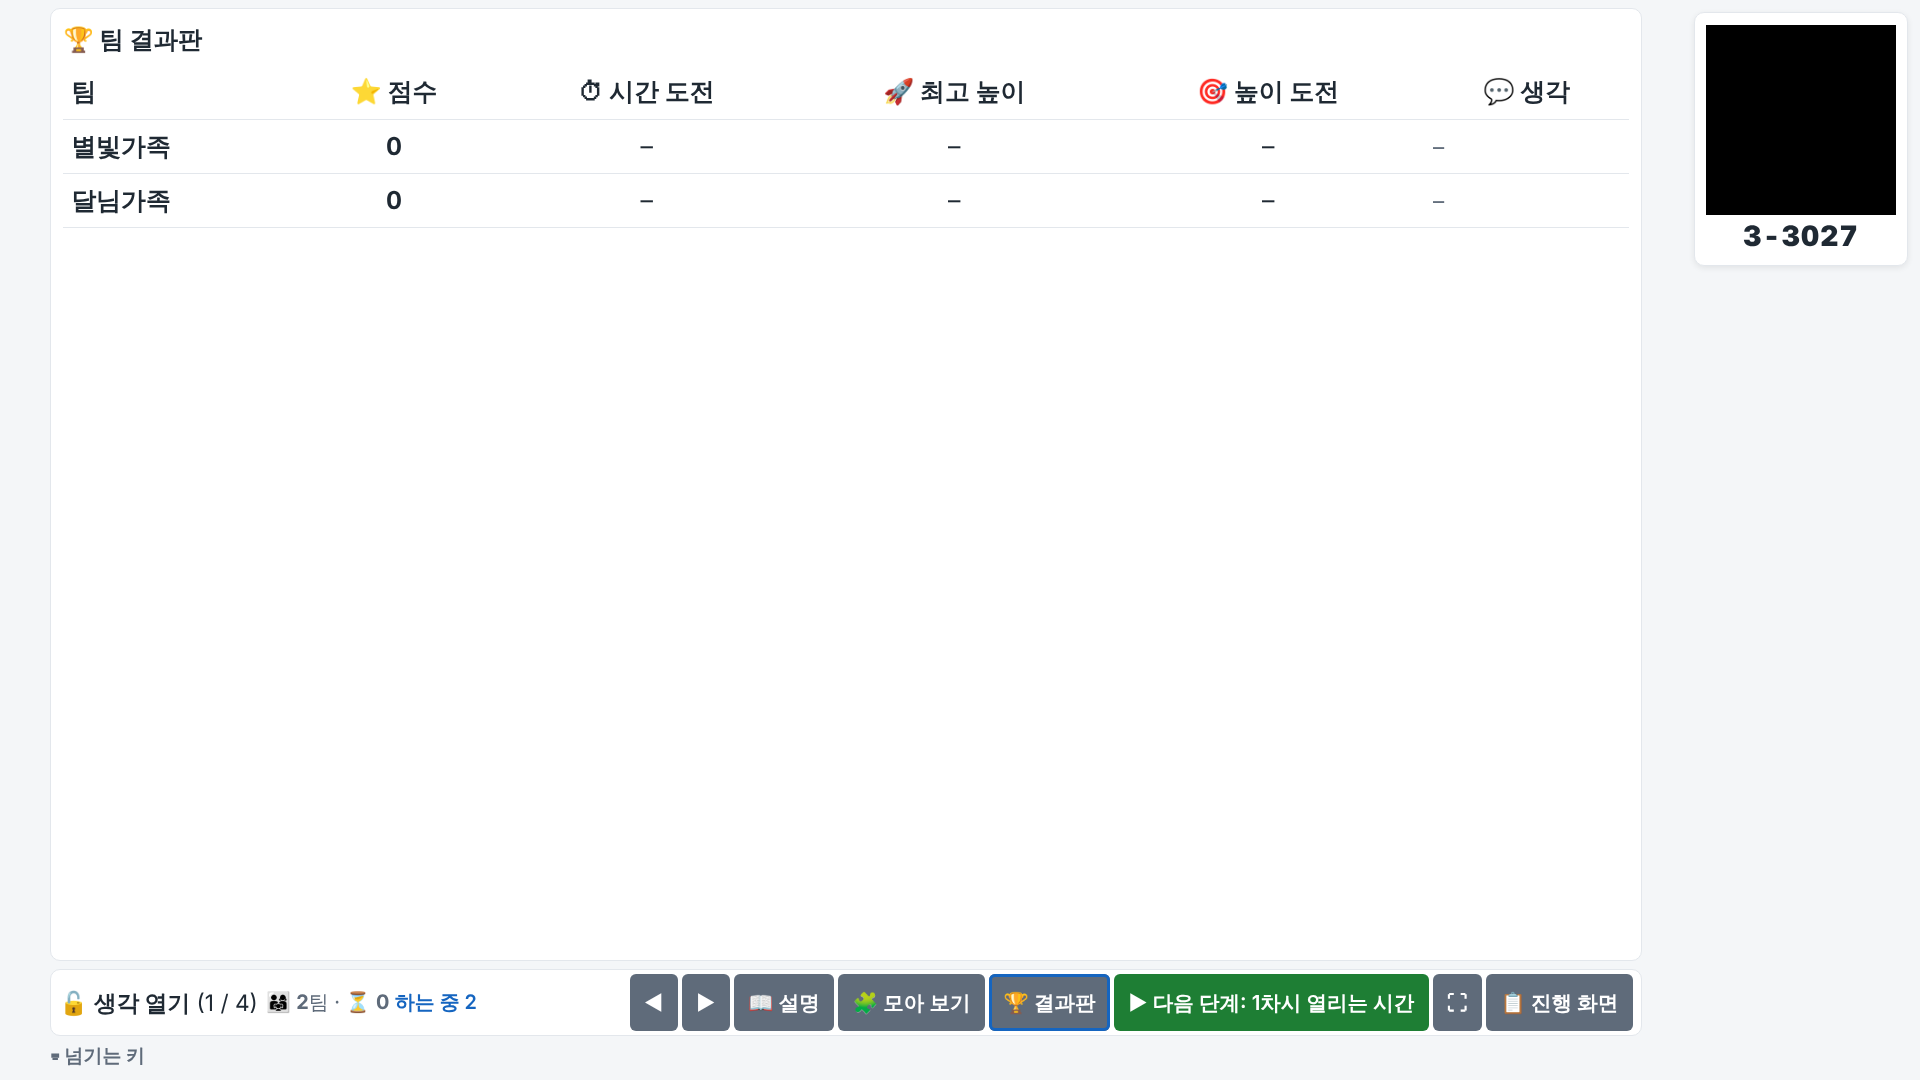 🏆 팀 결과판
팀 ⭐ 점수 ⏱ 시간 도전 🚀 최고 높이 🎯 높이 도전 💬 생각
별빛가족 0 – – – –
달님가족 0 – – – –
3-3027
🔓 생각 열기 (1 / 4) 👨‍👩‍👧 2팀 · ⏳ 0 하는 중 2
◀ ▶ 📖 설명 🧩 모아 보기 🏆 결과판 ▶ 다음 단계: 1차시 열리는 시간 ⛶ 📋 진행 화면
넘기는 키